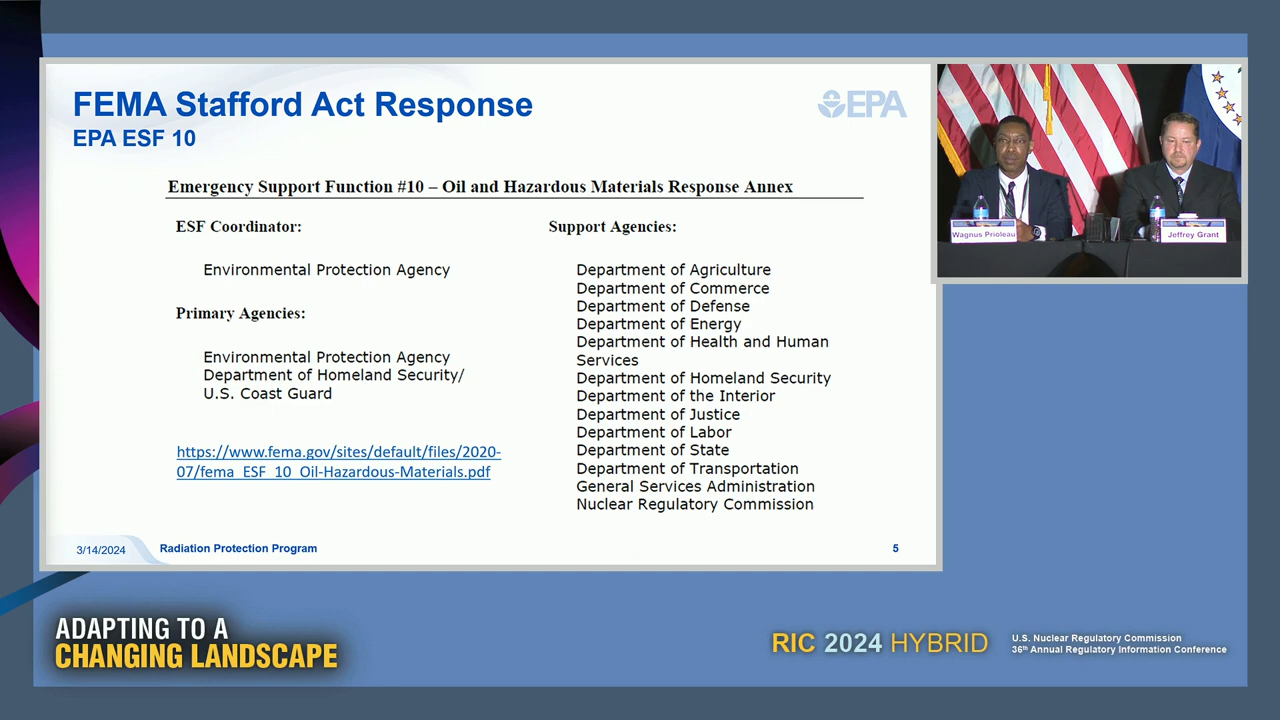 FEMA Stafford Act Response
EPA ESF 10
EPA
Emergency Support Function #10 – Oil and Hazardous Materials Response Annex
ESF Coordinator:
Environmental Protection Agency
Primary Agencies:
Environmental Protection Agency
Department of Homeland Security/
U.S. Coast Guard
https://www.fema.gov/sites/default/files/2020-
07/fema_ESF_10_Oil-Hazardous-Materials.pdf
Support Agencies:
Department of Agriculture
Department of Commerce
Department of Defense
Department of Energy
Department of Health and Human
Services
Department of Homeland Security
Department of the Interior
Department of Justice
Department of Labor
Department of State
Department of Transportation
General Services Administration
Nuclear Regulatory Commission
3/14/2024
Radiation Protection Program
5
Wagnus Prioleau
Jeffrey Grant
ADAPTING TO A
CHANGING LANDSCAPE
RIC 2024 HYBRID
U.S. Nuclear Regulatory Commission
36th Annual Regulatory Information Conference